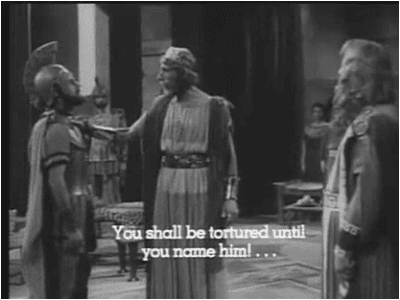 You shall be tortured until
you name him! . . .